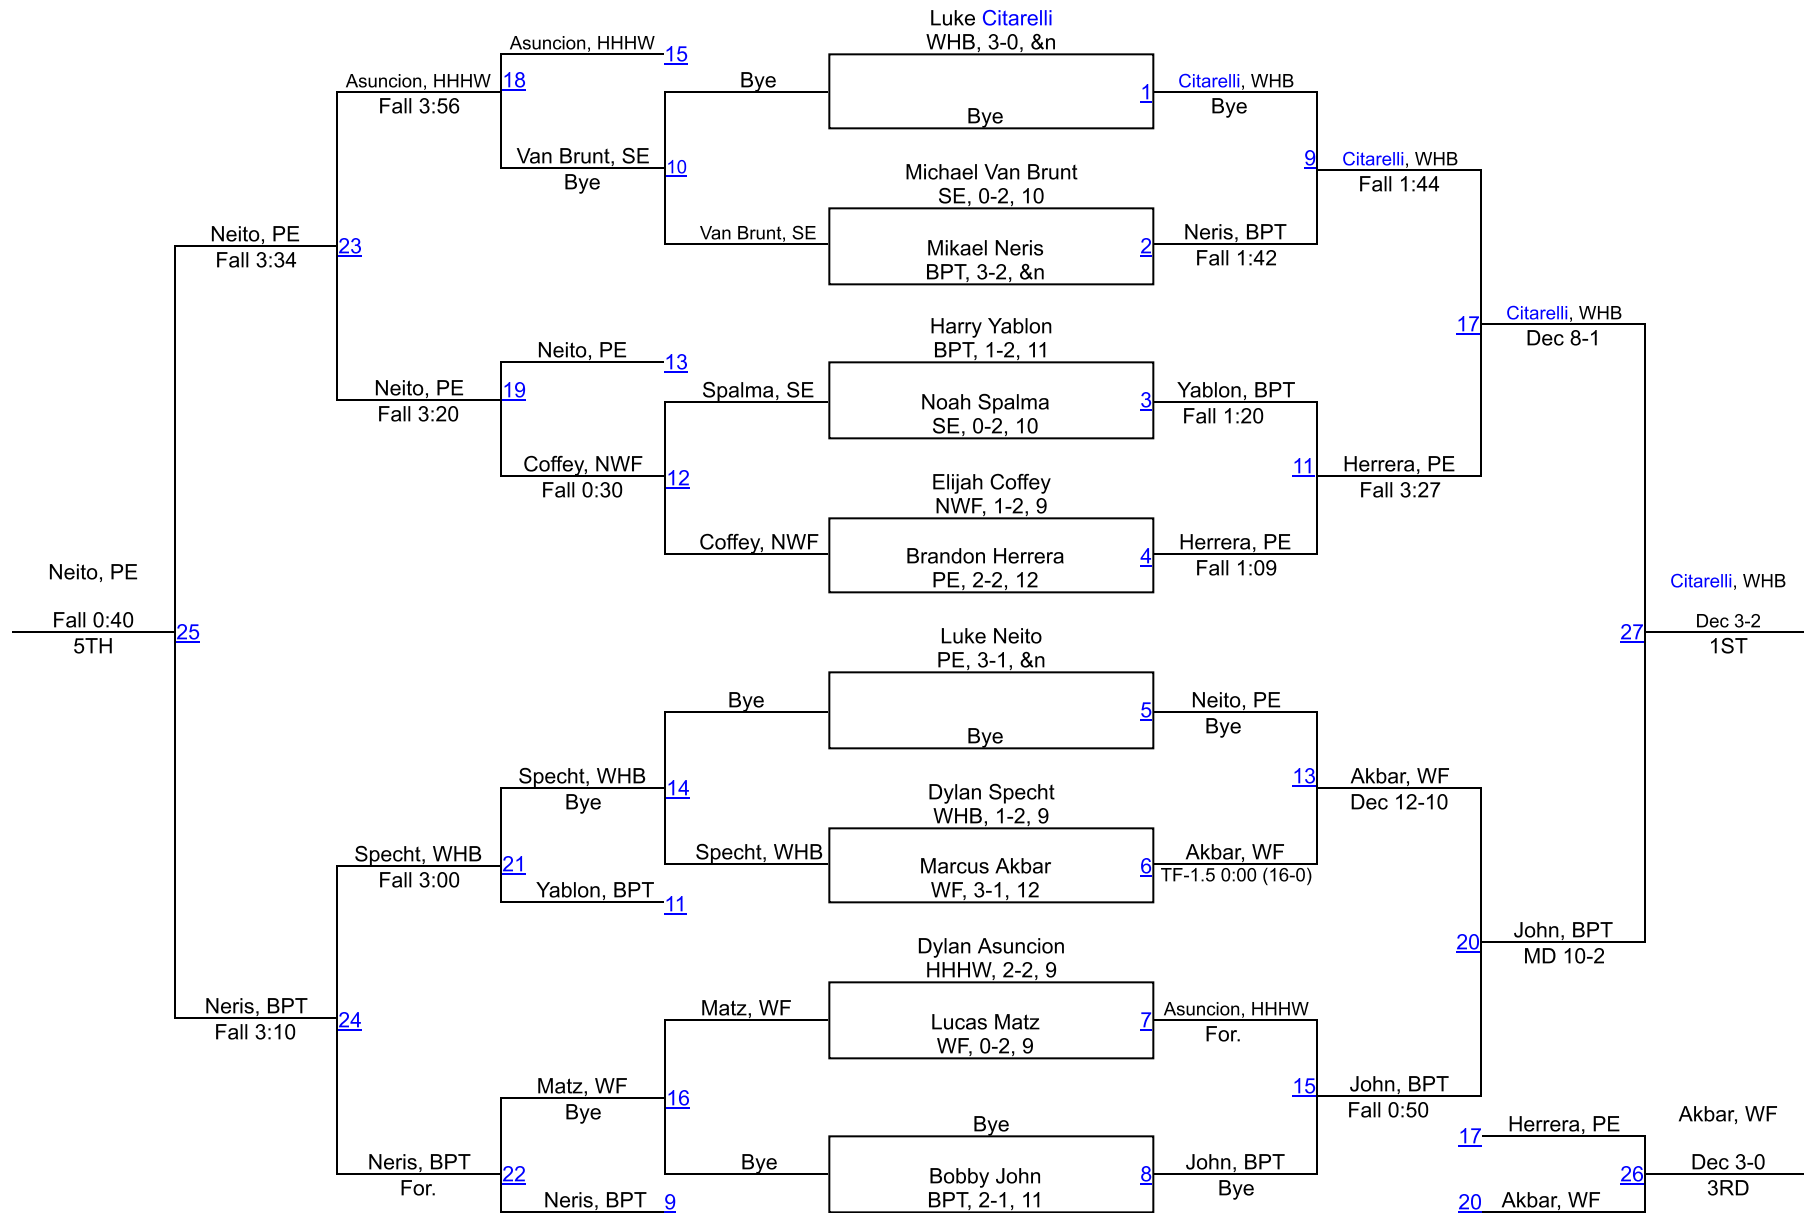 Luke Citarelli
WHB, 3-0, &n
Asuncion, HHHW
15
Bye
Asuncion, HHHW
18
Fall 3:56
1
Citarelli, WHB
Bye
Bye
Van Brunt, SE
Bye
10
Michael Van Brunt
SE, 0-2, 10
9
Citarelli, WHB
Fall 1:44
Van Brunt, SE
Mikael Neris
BPT, 3-2, &n
2
Neris, BPT
Fall 1:42
Neito, PE
Fall 3:34
23
Harry Yablon
BPT, 1-2, 11
17
Citarelli, WHB
Dec 8-1
Neito, PE
13
Neito, PE
Fall 3:20
19
Spalma, SE
Noah Spalma
SE, 0-2, 10
3
Yablon, BPT
Fall 1:20
Coffey, NWF
Fall 0:30
12
Elijah Coffey
NWF, 1-2, 9
11
Herrera, PE
Fall 3:27
Coffey, NWF
Brandon Herrera
PE, 2-2, 12
4
Herrera, PE
Fall 1:09
Neito, PE
Fall 0:40
5TH
25
Citarelli, WHB
27
Dec 3-2
1ST
Luke Neito
PE, 3-1, &n
Bye
Bye
5
Neito, PE
Bye
Specht, WHB
Bye
14
Dylan Specht
WHB, 1-2, 9
13
Akbar, WF
Dec 12-10
Specht, WHB
Fall 3:00
21
Specht, WHB
Marcus Akbar
WF, 3-1, 12
6
Akbar, WF
TF-1.5 0:00 (16-0)
Yablon, BPT
11
Dylan Asuncion
HHHW, 2-2, 9
20
John, BPT
MD 10-2
Neris, BPT
Fall 3:10
24
Matz, WF
Lucas Matz
WF, 0-2, 9
7
Asuncion, HHHW
For.
Matz, WF
Bye
16
15
John, BPT
Fall 0:50
Bye
Neris, BPT
For.
22
Bye
Bobby John
BPT, 2-1, 11
8
John, BPT
Bye
Neris, BPT
9
17
Herrera, PE
Akbar, WF
26
Dec 3-0
3RD
20
Akbar, WF